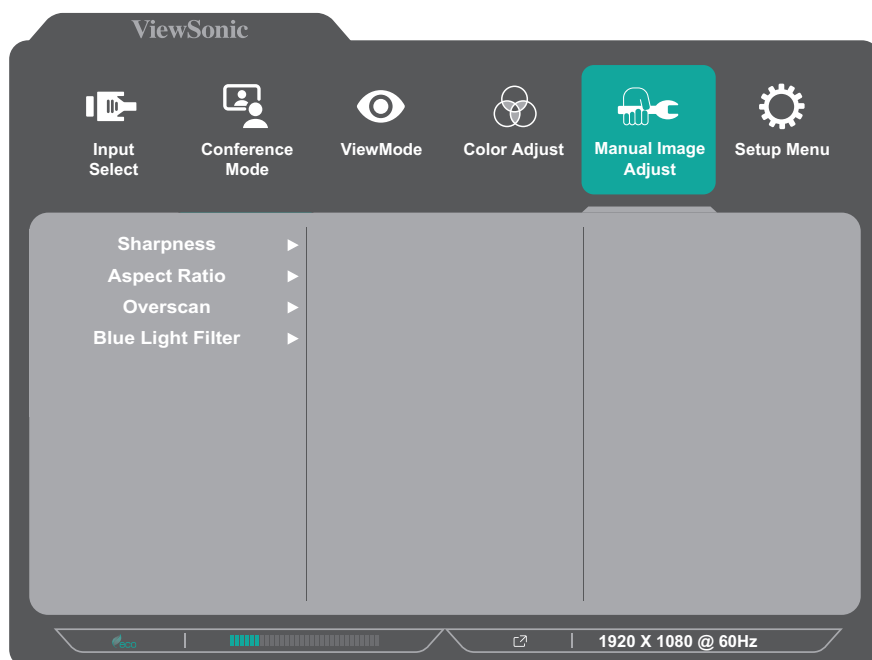 ViewSonic
Input
Select
Conference
Mode
ViewMode
Color Adjust
Manual Image
Adjust
Setup Menu
Sharpness
Aspect Ratio
Overscan
Blue Light Filter
eco
1920 X 1080 @ 60Hz